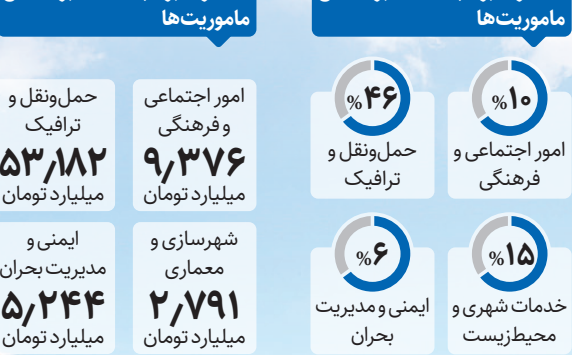 ماموریت‌ها
%۱۰
امور اجتماعی و
فرهنگی
%۴۶
حمل‌ونقل و
ترافیک
%۱۵
خدمات شهری و
محیط‌زیست
%۶
ایمنی و مدیریت
بحران
ماموریت‌ها
امور اجتماعی
و فرهنگی
۹٫۳۷۶
میلیارد تومان
حمل‌ونقل و
ترافیک
۵۳٫۱۸۲
میلیارد تومان
شهرسازی و
معماری
۲٫۷۹۱
میلیارد تومان
ایمنی و
مدیریت بحران
۵٫۲۴۴
میلیارد تومان